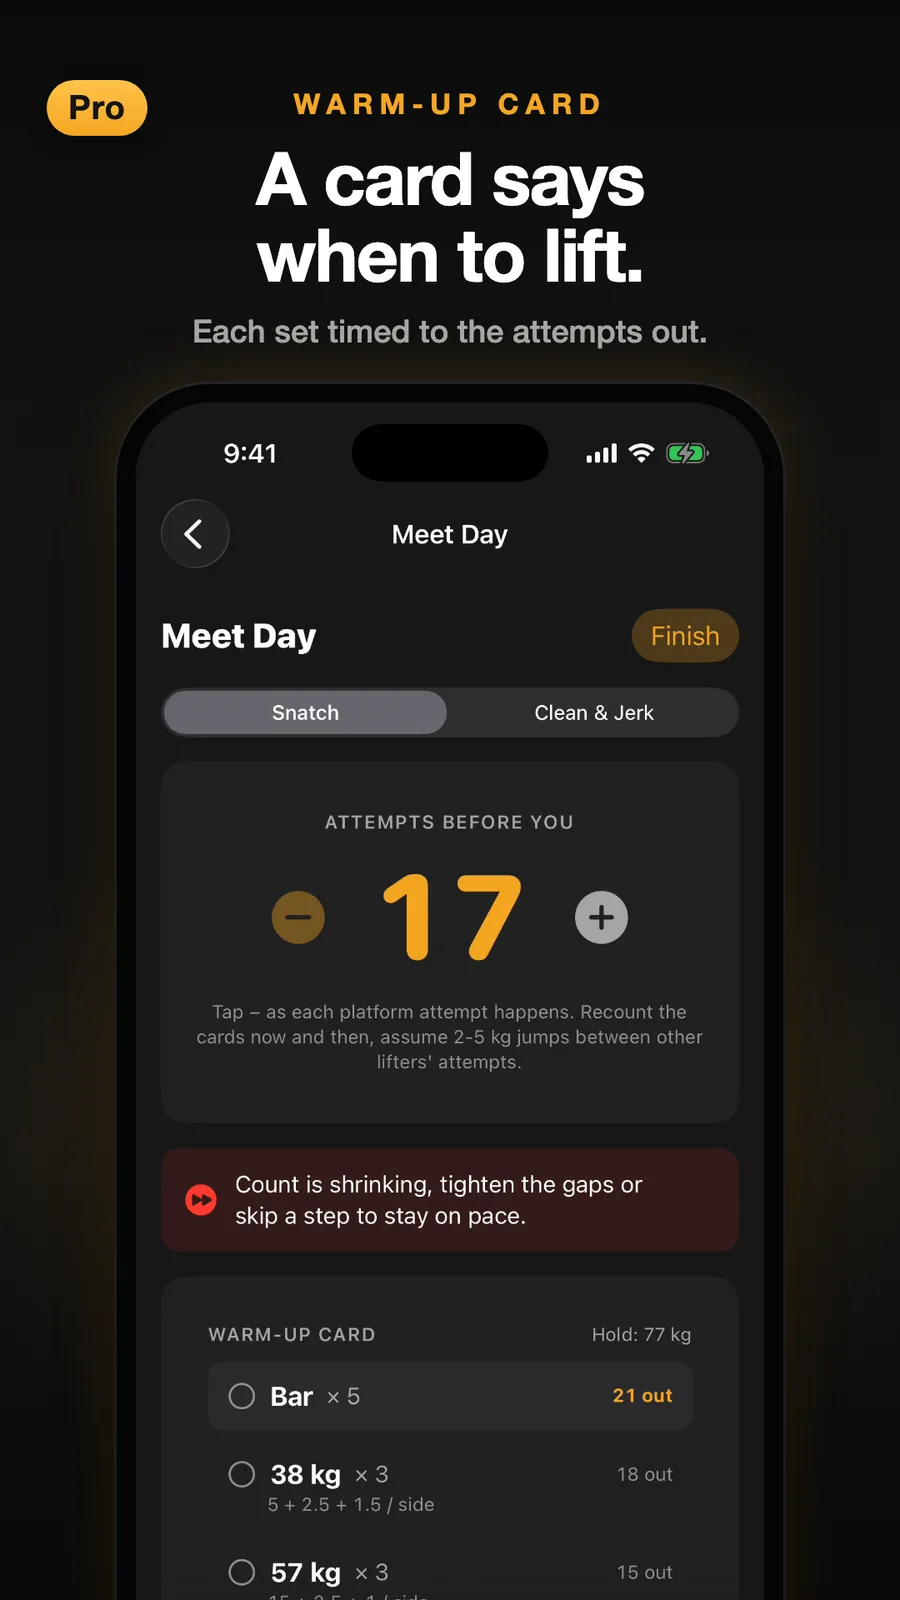 Pro
WARM-UP CARD
A card says
when to lift.
Each set timed to the attempts out.
9:41
Meet Day
Meet Day
Finish
Snatch
Clean & Jerk
ATTEMPTS BEFORE YOU
17
Tap – as each platform attempt happens. Recount the
cards now and then, assume 2-5 kg jumps between other
lifters' attempts.
Count is shrinking, tighten the gaps or
skip a step to stay on pace.
WARM-UP CARD
Hold: 77 kg
Bar × 5
21 out
38 kg × 3
18 out
5 + 2.5 + 1.5 / side
57 kg × 3
15 out